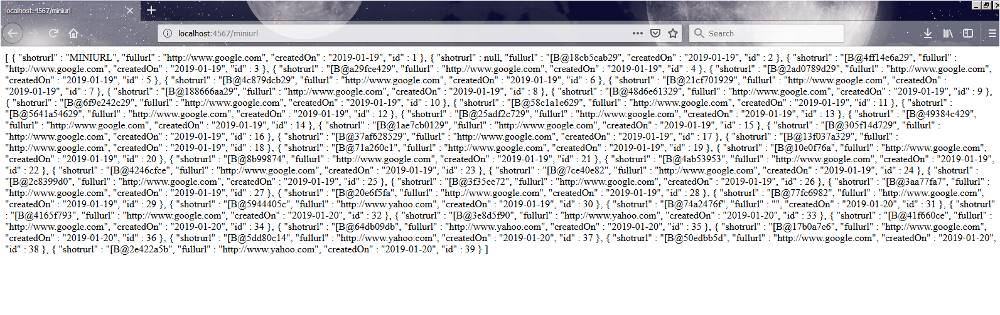 localhost:4567/miniurl
localhost:4567/miniurl
Search
[ { "shotrurl" : "MINIURL", "fullurl" : "http://www.google.com", "createdOn" : "2019-01-19", "id" : 1 }, { "shotrurl" : null, "fullurl" : "[B@18cb5cab29", "createdOn" : "2019-01-19", "id" : 2 }, { "shotrurl" : "[B@4ff14e6a29", "fullurl" :
"http://www.google.com", "createdOn" : "2019-01-19", "id" : 3 }, { "shotrurl" : "[B@a29fce429", "fullurl" : "http://www.google.com", "createdOn" : "2019-01-19", "id" : 4 }, { "shotrurl" : "[B@2ad0789d29", "fullurl" : "http://www.google.com",
"createdOn" : "2019-01-19", "id" : 5 }, { "shotrurl" : "[B@4c879dcb29", "fullurl" : "http://www.google.com", "createdOn" : "2019-01-19", "id" : 6 }, { "shotrurl" : "[B@21cf701929", "fullurl" : "http://www.google.com", "createdOn" :
"2019-01-19", "id" : 7 }, { "shotrurl" : "[B@188666aa29", "fullurl" : "http://www.google.com", "createdOn" : "2019-01-19", "id" : 8 }, { "shotrurl" : "[B@48d6e61329", "fullurl" : "http://www.google.com", "createdOn" : "2019-01-19", "id" : 9 },
{ "shotrurl" : "[B@6f9e242c29", "fullurl" : "http://www.google.com", "createdOn" : "2019-01-19", "id" : 10 }, { "shotrurl" : "[B@58c1a1e629", "fullurl" : "http://www.google.com", "createdOn" : "2019-01-19", "id" : 11 }, { "shotrurl" :
"[B@5641a54629", "fullurl" : "http://www.google.com", "createdOn" : "2019-01-19", "id" : 12 }, { "shotrurl" : "[B@25adf2c729", "fullurl" : "http://www.google.com", "createdOn" : "2019-01-19", "id" : 13 }, { "shotrurl" : "[B@49384c429",
"fullurl" : "http://www.google.com", "createdOn" : "2019-01-19", "id" : 14 }, { "shotrurl" : "[B@1ae7cb0129", "fullurl" : "http://www.google.com", "createdOn" : "2019-01-19", "id" : 15 }, { "shotrurl" : "[B@305f14d729", "fullurl" :
"http://www.google.com", "createdOn" : "2019-01-19", "id" : 16 }, { "shotrurl" : "[B@37af628529", "fullurl" : "http://www.google.com", "createdOn" : "2019-01-19", "id" : 17 }, { "shotrurl" : "[B@13f037a329", "fullurl" :
"http://www.google.com", "createdOn" : "2019-01-19", "id" : 18 }, { "shotrurl" : "[B@71a260c1", "fullurl" : "http://www.google.com", "createdOn" : "2019-01-19", "id" : 19 }, { "shotrurl" : "[B@10e0f76a", "fullurl" : "http://www.google.com",
"createdOn" : "2019-01-19", "id" : 20 }, { "shotrurl" : "[B@8b99874", "fullurl" : "http://www.google.com", "createdOn" : "2019-01-19", "id" : 21 }, { "shotrurl" : "[B@4ab53953", "fullurl" : "http://www.google.com", "createdOn" : "2019-01-19",
"id" : 22 }, { "shotrurl" : "[B@4246cfce", "fullurl" : "http://www.google.com", "createdOn" : "2019-01-19", "id" : 23 }, { "shotrurl" : "[B@7ce40e82", "fullurl" : "http://www.google.com", "createdOn" : "2019-01-19", "id" : 24 }, { "shotrurl" :
"[B@2c8399d0", "fullurl" : "http://www.google.com", "createdOn" : "2019-01-19", "id" : 25 }, { "shotrurl" : "[B@3f35ee72", "fullurl" : "http://www.google.com", "createdOn" : "2019-01-19", "id" : 26 }, { "shotrurl" : "[B@3aa77fa7", "fullurl" :
"http://www.google.com", "createdOn" : "2019-01-19", "id" : 27 }, { "shotrurl" : "[B@20e6f5fa", "fullurl" : "http://www.google.com", "createdOn" : "2019-01-19", "id" : 28 }, { "shotrurl" : "[B@77fc6982", "fullurl" : "http://www.google.com",
"createdOn" : "2019-01-19", "id" : 29 }, { "shotrurl" : "[B@5944405c", "fullurl" : "http://www.yahoo.com", "createdOn" : "2019-01-19", "id" : 30 }, { "shotrurl" : "[B@74a2476f", "fullurl" : "", "createdOn" : "2019-01-20", "id" : 31 }, { "shotrurl" :
"[B@4165f793", "fullurl" : "http://www.google.com", "createdOn" : "2019-01-20", "id" : 32 }, { "shotrurl" : "[B@3e8d5f90", "fullurl" : "http://www.yahoo.com", "createdOn" : "2019-01-20", "id" : 33 }, { "shotrurl" : "[B@41f660ce", "fullurl" :
"http://www.google.com", "createdOn" : "2019-01-20", "id" : 34 }, { "shotrurl" : "[B@64db09db", "fullurl" : "http://www.yahoo.com", "createdOn" : "2019-01-20", "id" : 35 }, { "shotrurl" : "[B@17b0a7e6", "fullurl" : "http://www.google.com",
"createdOn" : "2019-01-20", "id" : 36 }, { "shotrurl" : "[B@5dd80c14", "fullurl" : "http://www.yahoo.com", "createdOn" : "2019-01-20", "id" : 37 }, { "shotrurl" : "[B@50edbb5d", "fullurl" : "http://www.google.com", "createdOn" : "2019-01-20",
"id" : 38 }, { "shotrurl" : "[B@2e422a5b", "fullurl" : "http://www.yahoo.com", "createdOn" : "2019-01-20", "id" : 39 } ]